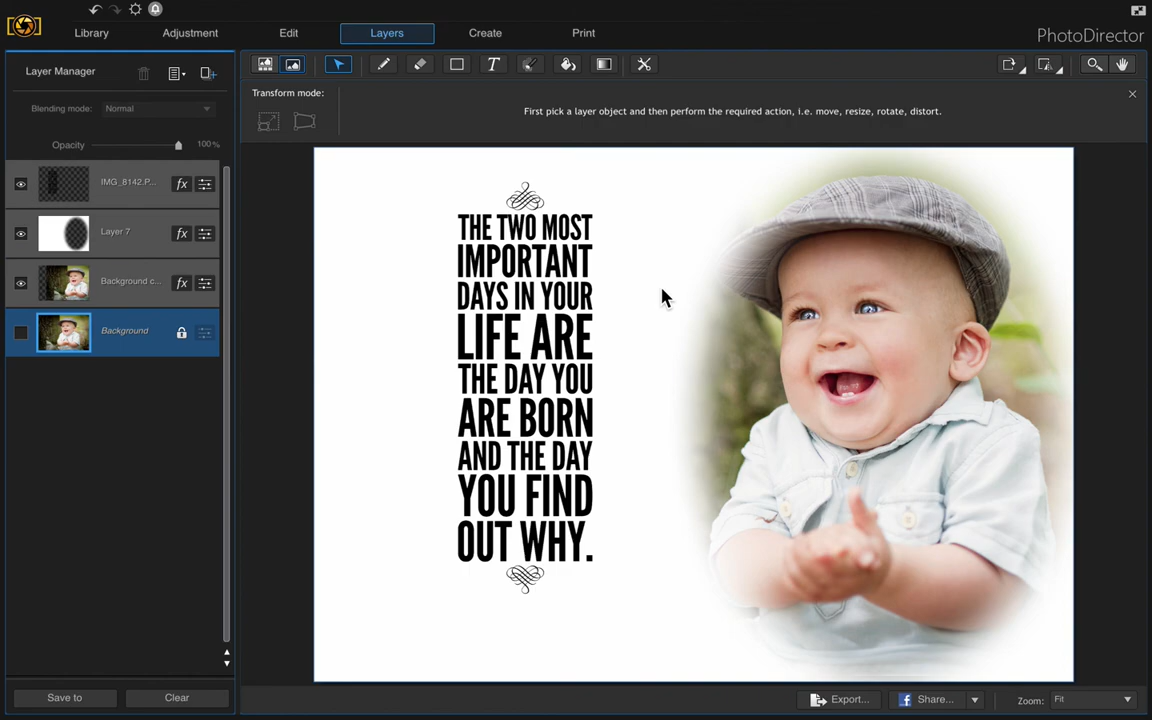 Library
Adjustment
Edit
Layers
Create
Print
PhotoDirector
Layer Manager
Blending mode: Normal
Opacity 100%
IMG_8142.P... fx
Layer 7 fx
Background c... fx
Background
Save to
Clear
T
Transform mode:
First pick a layer object and then perform the required action, i.e. move, resize, rotate, distort.
THE TWO MOST
IMPORTANT
DAYS IN YOUR
LIFE ARE
THE DAY YOU
ARE BORN
AND THE DAY
YOU FIND
OUT WHY.
Export...
f Share...
Zoom: Fit